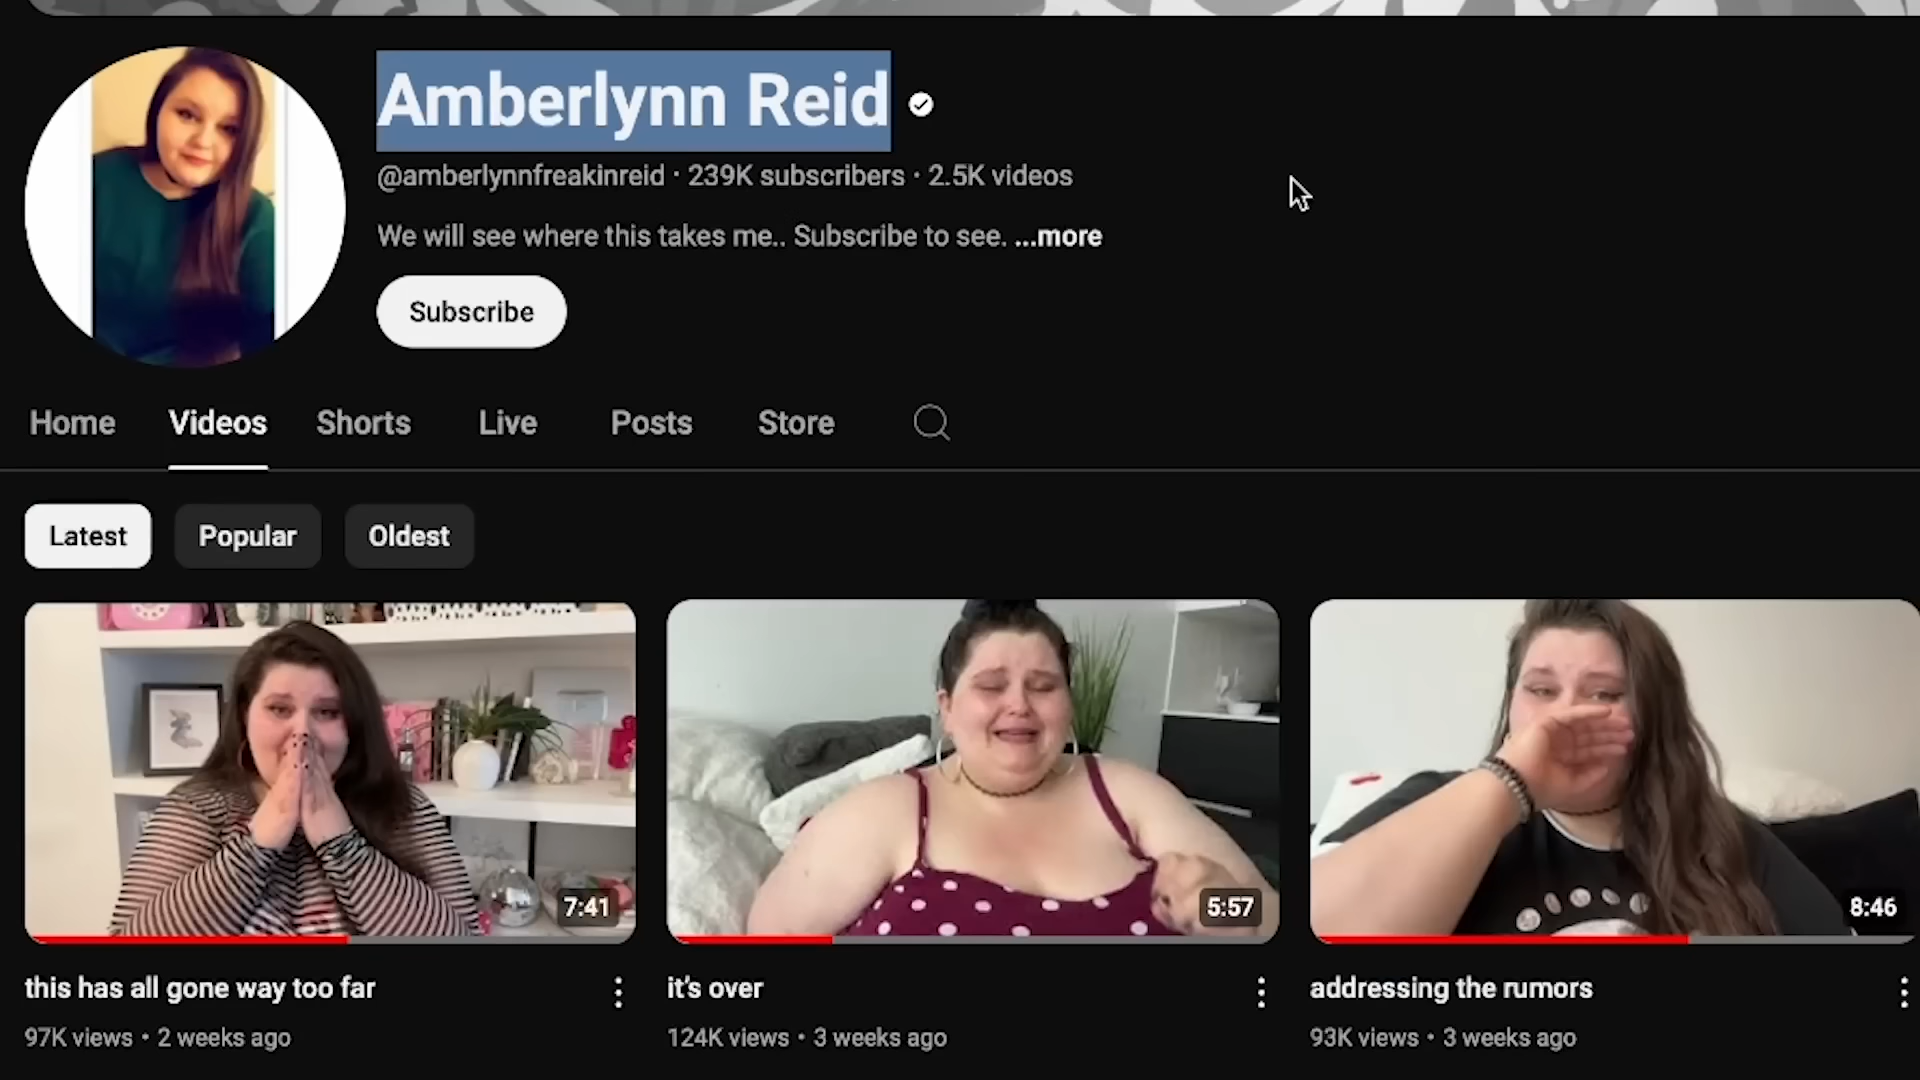 Amberlynn Reid
@amberlynnfreakinreid · 239K subscribers · 2.5K videos
We will see where this takes me.. Subscribe to see. ...more
Subscribe
Home Videos Shorts Live Posts Store
Latest Popular Oldest
7:41 5:57 8:46
this has all gone way too far it's over addressing the rumors
97K views · 2 weeks ago 124K views · 3 weeks ago 93K views · 3 weeks ago